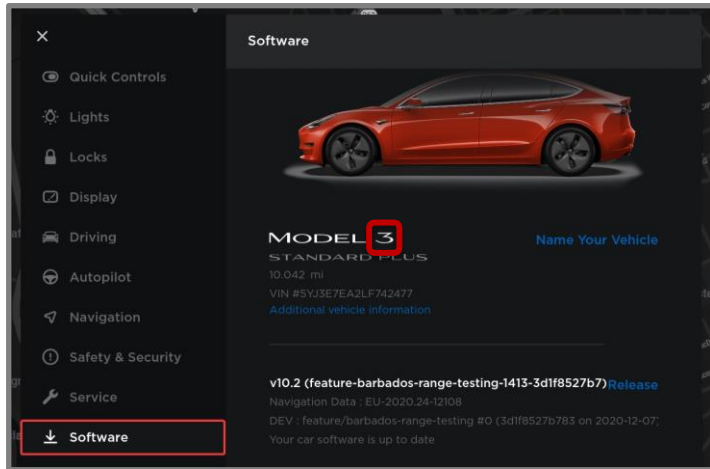 ×
Software
Quick Controls
Lights
Locks
Display
Driving
Autopilot
Navigation
Safety & Security
Service
Software
MODEL 3
Name Your Vehicle
STANDARD PLUS
10.042 mi
VIN #5YJ3E7EA2LF742477
Additional vehicle information
v10.2 (feature-barbados-range-testing-1413-3d1f8527b7) Release
Navigation Data : EU-2020.24-12108
DEV : feature/barbados-range-testing #0 (3d1f8527b783 on 2020-12-07
Your car software is up to date